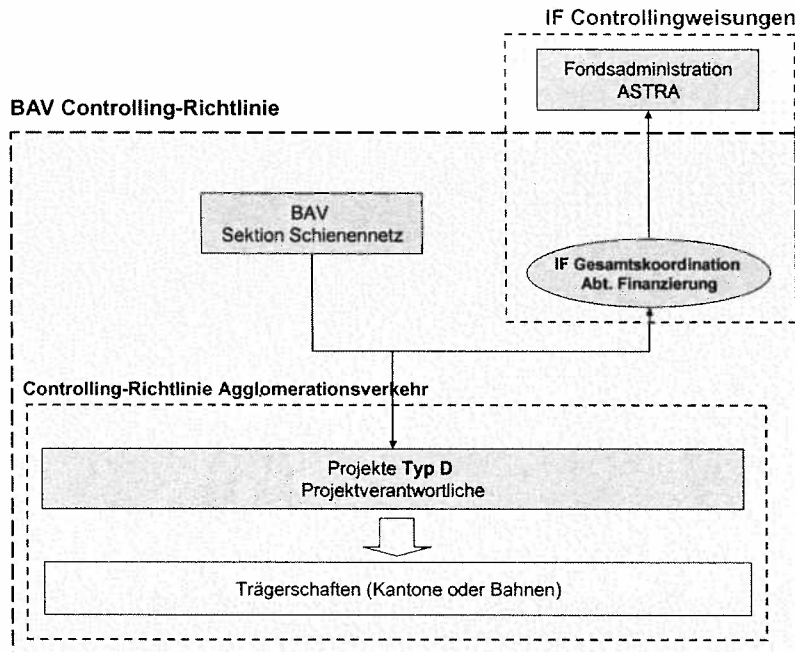 IF Controllingweisungen
Fondsadministration
ASTRA
BAV Controlling-Richtlinie
BAV
Sektion Schienennetz
IF Gesamtskoordination
Abt. Finanzierung
Controlling-Richtlinie Agglomerationsverkehr
Projekte Typ D
Projektverantwortliche
Trägerschaften (Kantone oder Bahnen)